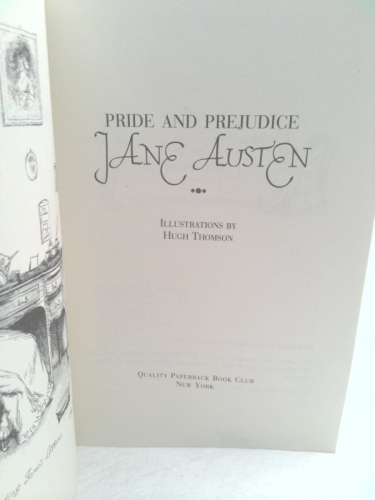 PRIDE AND PREJUDICE
JANE AUSTEN
ILLUSTRATIONS BY
HUGH THOMSON
QUALITY PAPERBACK BOOK CLUB
NEW YORK